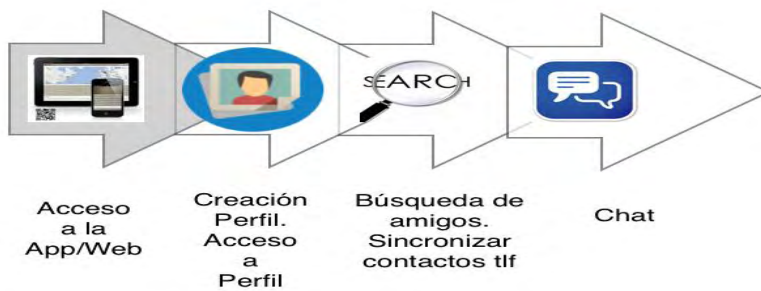 SEARCH
Acceso
a la
App/Web
Creación
Perfil.
Acceso
a
Perfil
Búsqueda de
amigos.
Sincronizar
contactos tlf
Chat